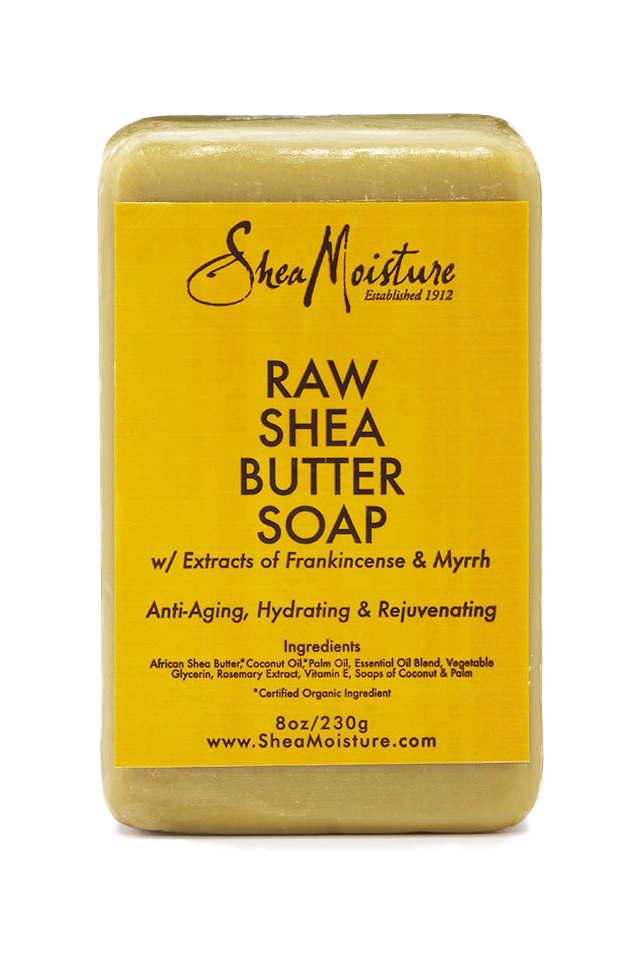 Shea Moisture
Established 1912
RAW
SHEA
BUTTER
SOAP
w/ Extracts of Frankincense & Myrrh
Anti-Aging, Hydrating & Rejuvenating
Ingredients
African Shea Butter,*Coconut Oil,*Palm Oil, Essential Oil Blend, Vegetable
Glycerin, Rosemary Extract, Vitamin E, Soaps of Coconut & Palm
*Certified Organic Ingredient
8oz/230g
www.SheaMoisture.com